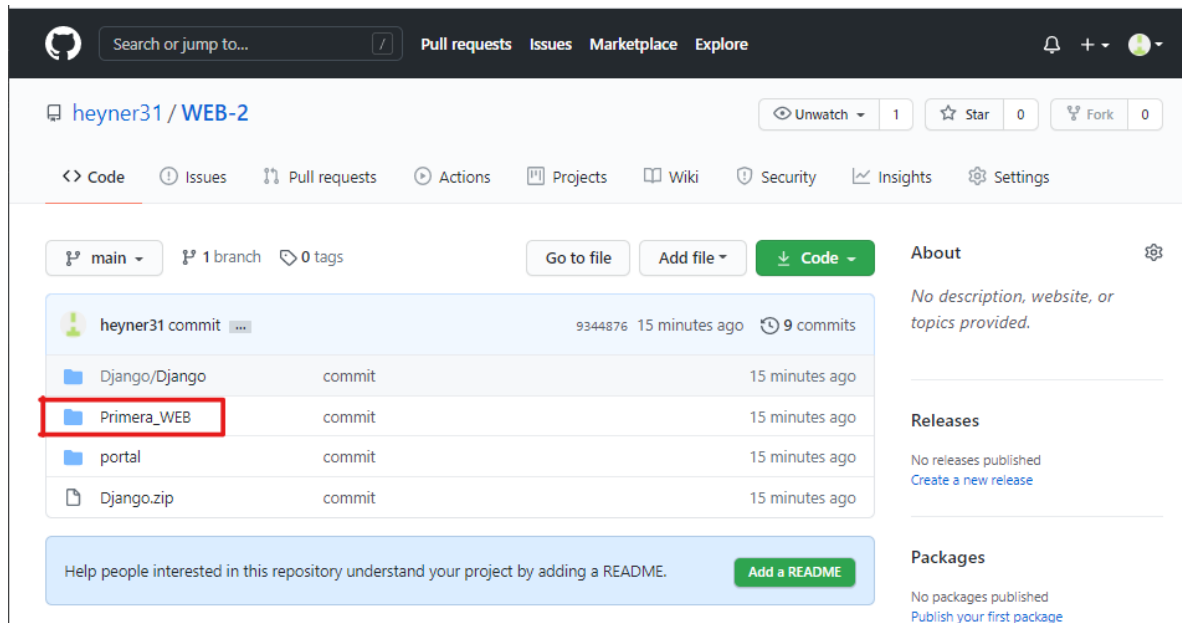 Search or jump to... /
Pull requests Issues Marketplace Explore
heyner31 / WEB-2
Unwatch 1 Star 0 Fork 0
Code Issues Pull requests Actions Projects Wiki Security Insights Settings
main 1 branch 0 tags Go to file Add file Code
heyner31 commit ... 9344876 15 minutes ago 9 commits
Django/Django commit 15 minutes ago
Primera_WEB commit 15 minutes ago
portal commit 15 minutes ago
Django.zip commit 15 minutes ago
Help people interested in this repository understand your project by adding a README. Add a README
About
No description, website, or
topics provided.
Releases
No releases published
Create a new release
Packages
No packages published
Publish your first package